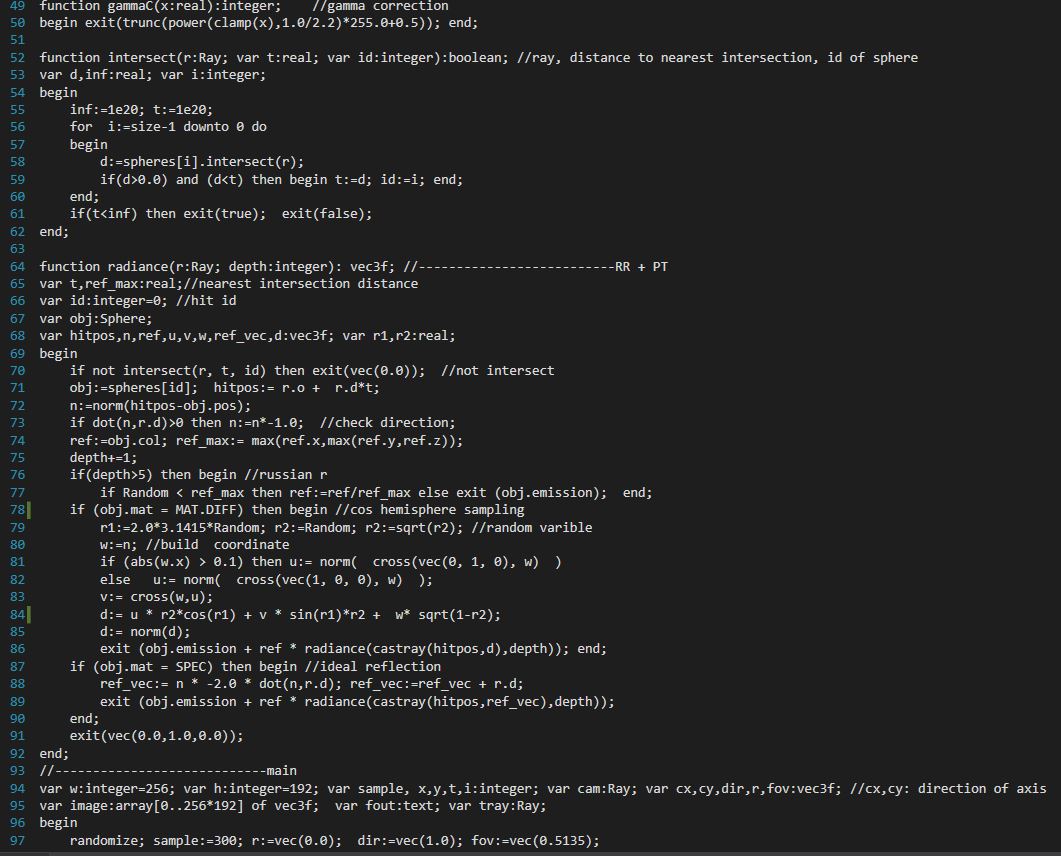 49 function gammaC(x:real):integer;    //gamma correction
50 begin exit(trunc(power(clamp(x),1.0/2.2)*255.0+0.5)); end;
51
52 function intersect(r:Ray; var t:real; var id:integer):boolean; //ray, distance to nearest intersection, id of sphere
53 var d,inf:real; var i:integer;
54 begin
55     inf:=1e20; t:=1e20;
56     for  i:=size-1 downto 0 do
57     begin
58         d:=spheres[i].intersect(r);
59         if(d>0.0) and (d<t) then begin t:=d; id:=i; end;
60     end;
61     if(t<inf) then exit(true);  exit(false);
62 end;
63
64 function radiance(r:Ray; depth:integer): vec3f; //--------------------------RR + PT
65 var t,ref_max:real;//nearest intersection distance
66 var id:integer=0; //hit id
67 var obj:Sphere;
68 var hitpos,n,ref,u,v,w,ref_vec,d:vec3f; var r1,r2:real;
69 begin
70     if not intersect(r, t, id) then exit(vec(0.0));  //not intersect
71     obj:=spheres[id];  hitpos:= r.o +  r.d*t;
72     n:=norm(hitpos-obj.pos);
73     if dot(n,r.d)>0 then n:=n*-1.0;  //check direction;
74     ref:=obj.col; ref_max:= max(ref.x,max(ref.y,ref.z));
75     depth+=1;
76     if(depth>5) then begin //russian r
77         if Random < ref_max then ref:=ref/ref_max else exit (obj.emission);  end;
78     if (obj.mat = MAT.DIFF) then begin //cos hemisphere sampling
79         r1:=2.0*3.1415*Random; r2:=Random; r2:=sqrt(r2); //random varible
80         w:=n; //build  coordinate
81         if (abs(w.x) > 0.1) then u:= norm(  cross(vec(0, 1, 0), w)  )
82         else   u:= norm(  cross(vec(1, 0, 0), w)  );
83         v:= cross(w,u);
84         d:= u * r2*cos(r1) + v * sin(r1)*r2 +  w* sqrt(1-r2);
85         d:= norm(d);
86         exit (obj.emission + ref * radiance(castray(hitpos,d),depth)); end;
87     if (obj.mat = SPEC) then begin //ideal reflection
88         ref_vec:= n * -2.0 * dot(n,r.d); ref_vec:=ref_vec + r.d;
89         exit (obj.emission + ref * radiance(castray(hitpos,ref_vec),depth));
90     end;
91     exit(vec(0.0,1.0,0.0));
92 end;
93 //----------------------------main
94 var w:integer=256; var h:integer=192; var sample, x,y,t,i:integer; var cam:Ray; var cx,cy,dir,r,fov:vec3f; //cx,cy: direction of axis
95 var image:array[0..256*192] of vec3f;  var fout:text; var tray:Ray;
96 begin
97     randomize; sample:=300; r:=vec(0.0);  dir:=vec(1.0); fov:=vec(0.5135);